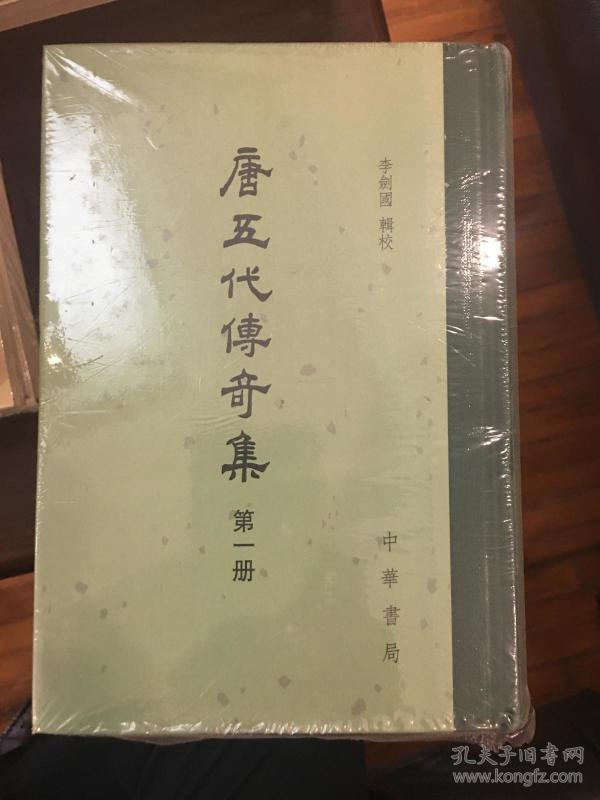 李劍國 輯校
唐五代傳奇集 第一册
中華書局
孔夫子旧书网
www.kongfz.com